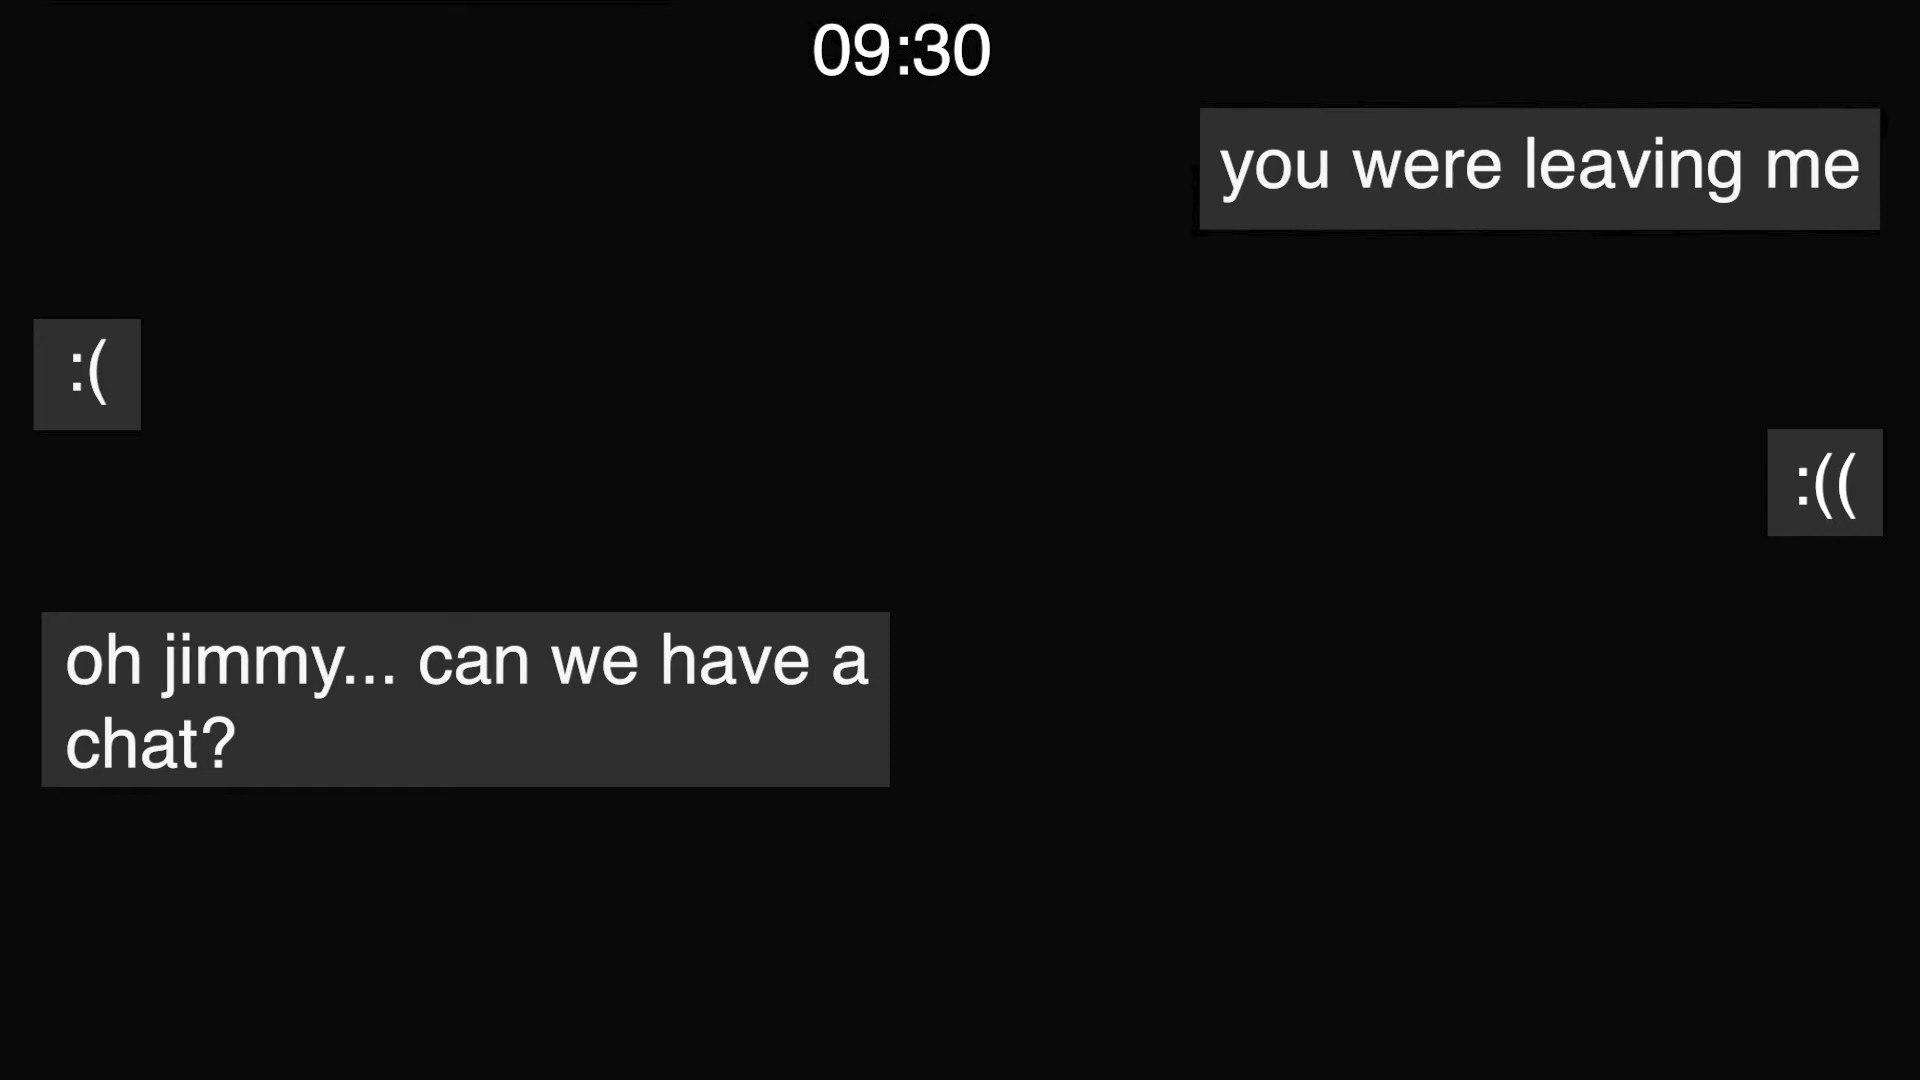 09:30
you were leaving me
:(
:((
oh jimmy... can we have a
chat?